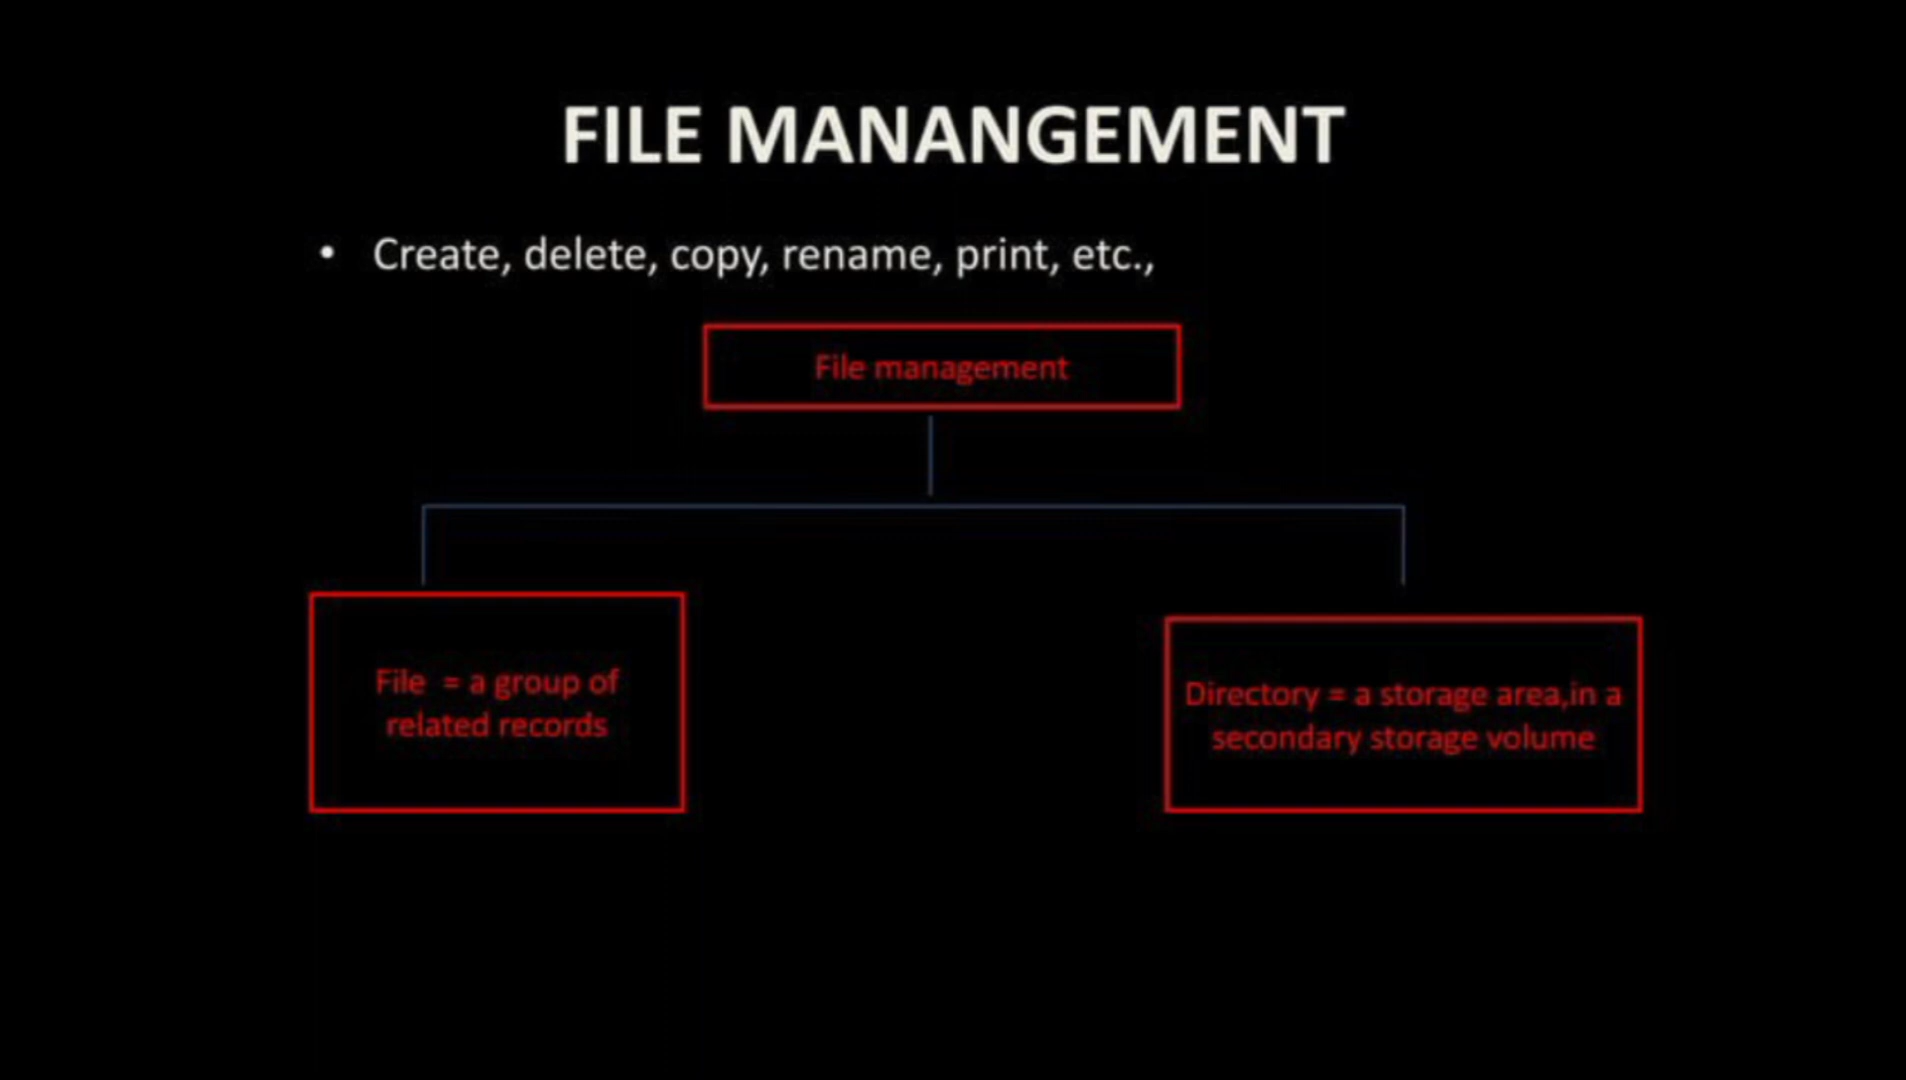 FILE MANANGEMENT
• Create, delete, copy, rename, print, etc.,
File management
File = a group of
related records
Directory = a storage area,in a
secondary storage volume